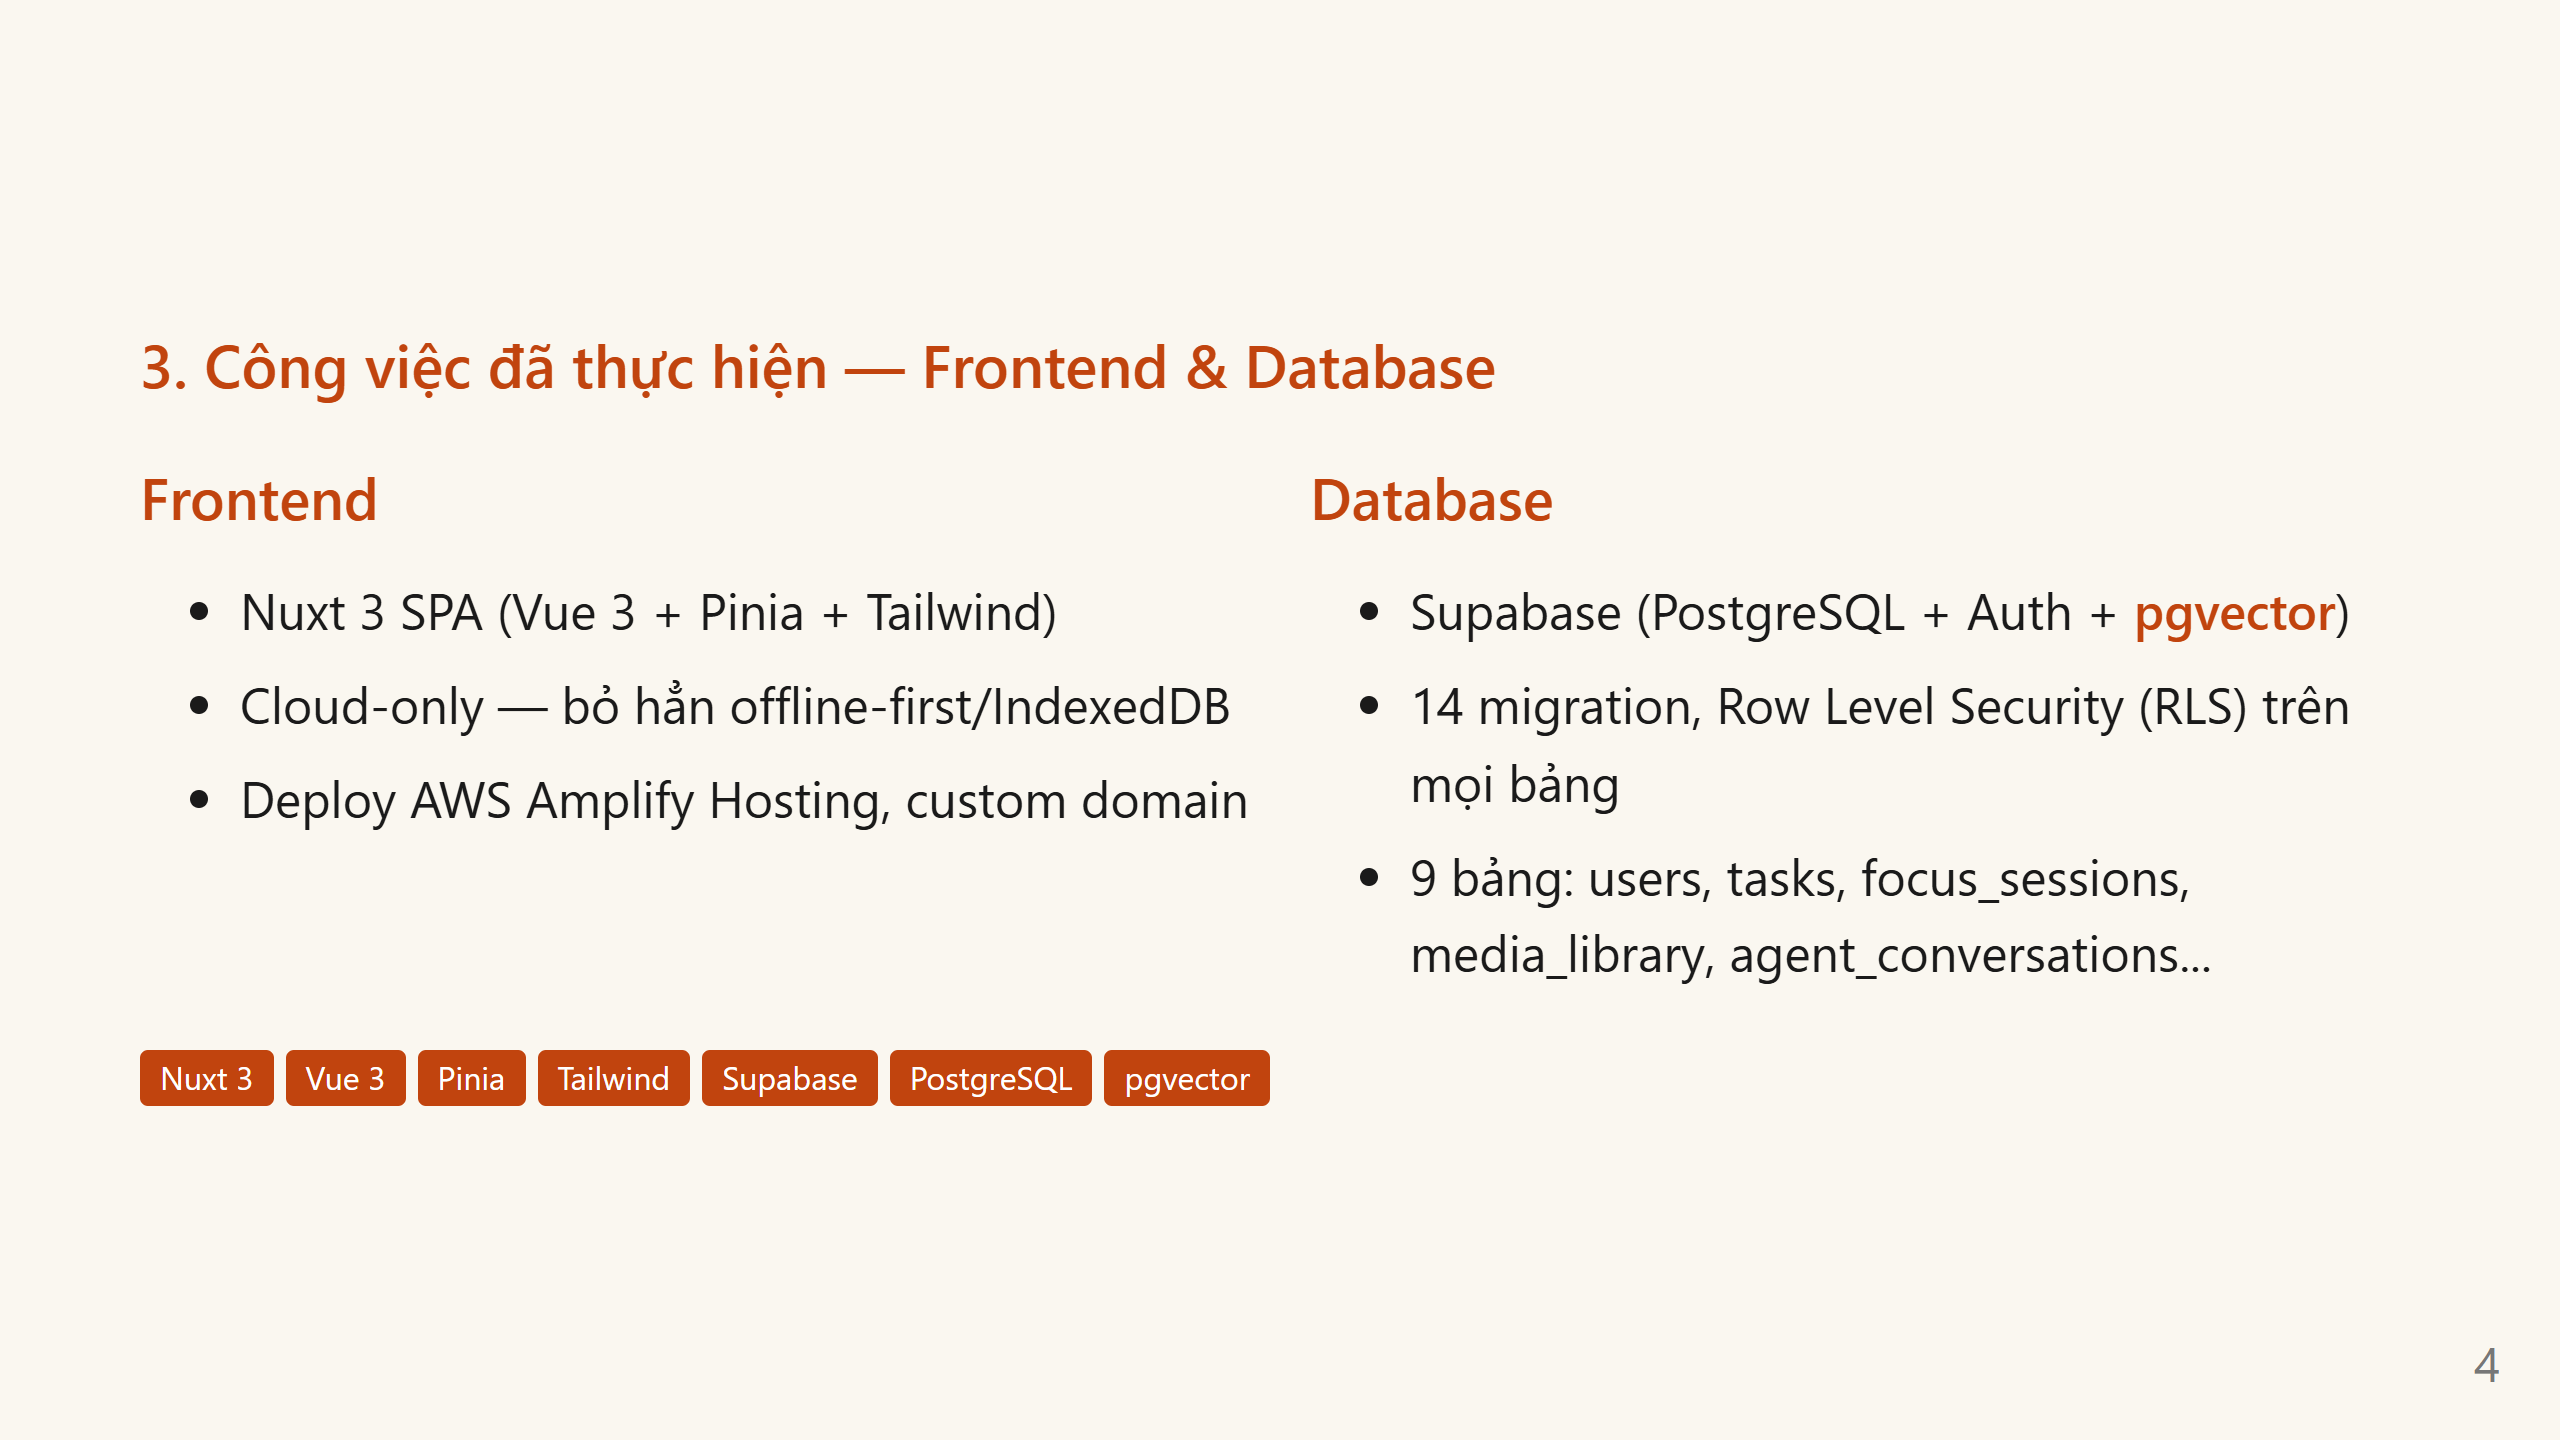 3. Công việc đã thực hiện — Frontend & Database
Frontend
Nuxt 3 SPA (Vue 3 + Pinia + Tailwind)
Cloud-only — bỏ hẳn offline-first/IndexedDB
Deploy AWS Amplify Hosting, custom domain
Database
Supabase (PostgreSQL + Auth + pgvector)
14 migration, Row Level Security (RLS) trên
mọi bảng
9 bảng: users, tasks, focus_sessions,
media_library, agent_conversations...
Nuxt 3 Vue 3 Pinia Tailwind Supabase PostgreSQL pgvector
4